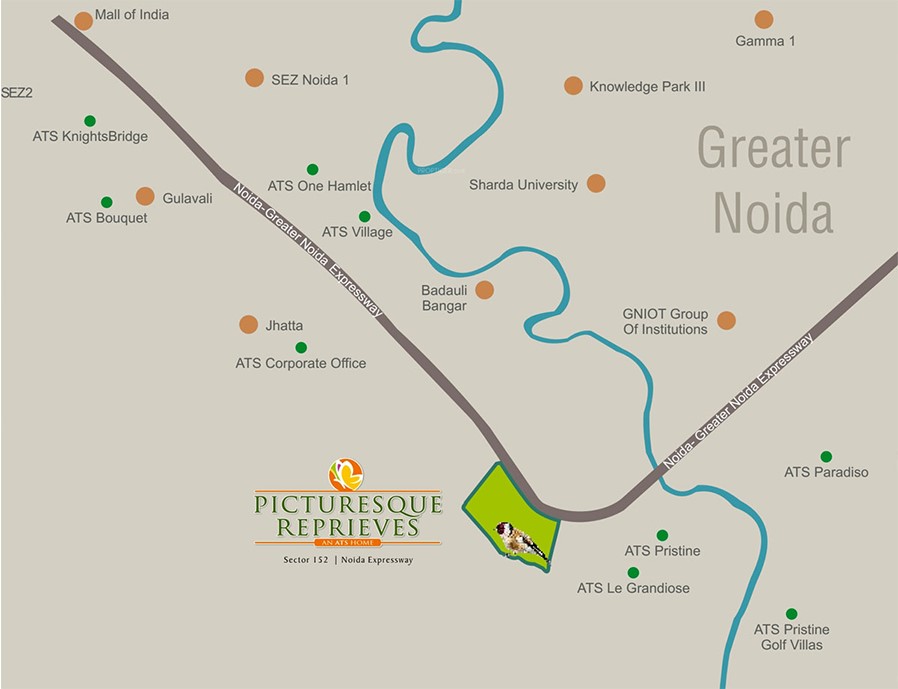 Mall of India
Gamma 1
SEZ Noida 1
Knowledge Park III
SEZ2
ATS KnightsBridge
Greater
Noida
ATS One Hamlet
Sharda University
Gulavali
ATS Bouquet
ATS Village
Noida- Greater Noida Expressway
Badauli
Bangar
GNIOT Group
Of Institutions
Jhatta
ATS Corporate Office
Noida- Greater Noida Expressway
ATS Paradiso
PICTURESQUE
REPRIEVES
AN ATS HOME
Sector 152 | Noida Expressway
ATS Pristine
ATS Le Grandiose
ATS Pristine
Golf Villas